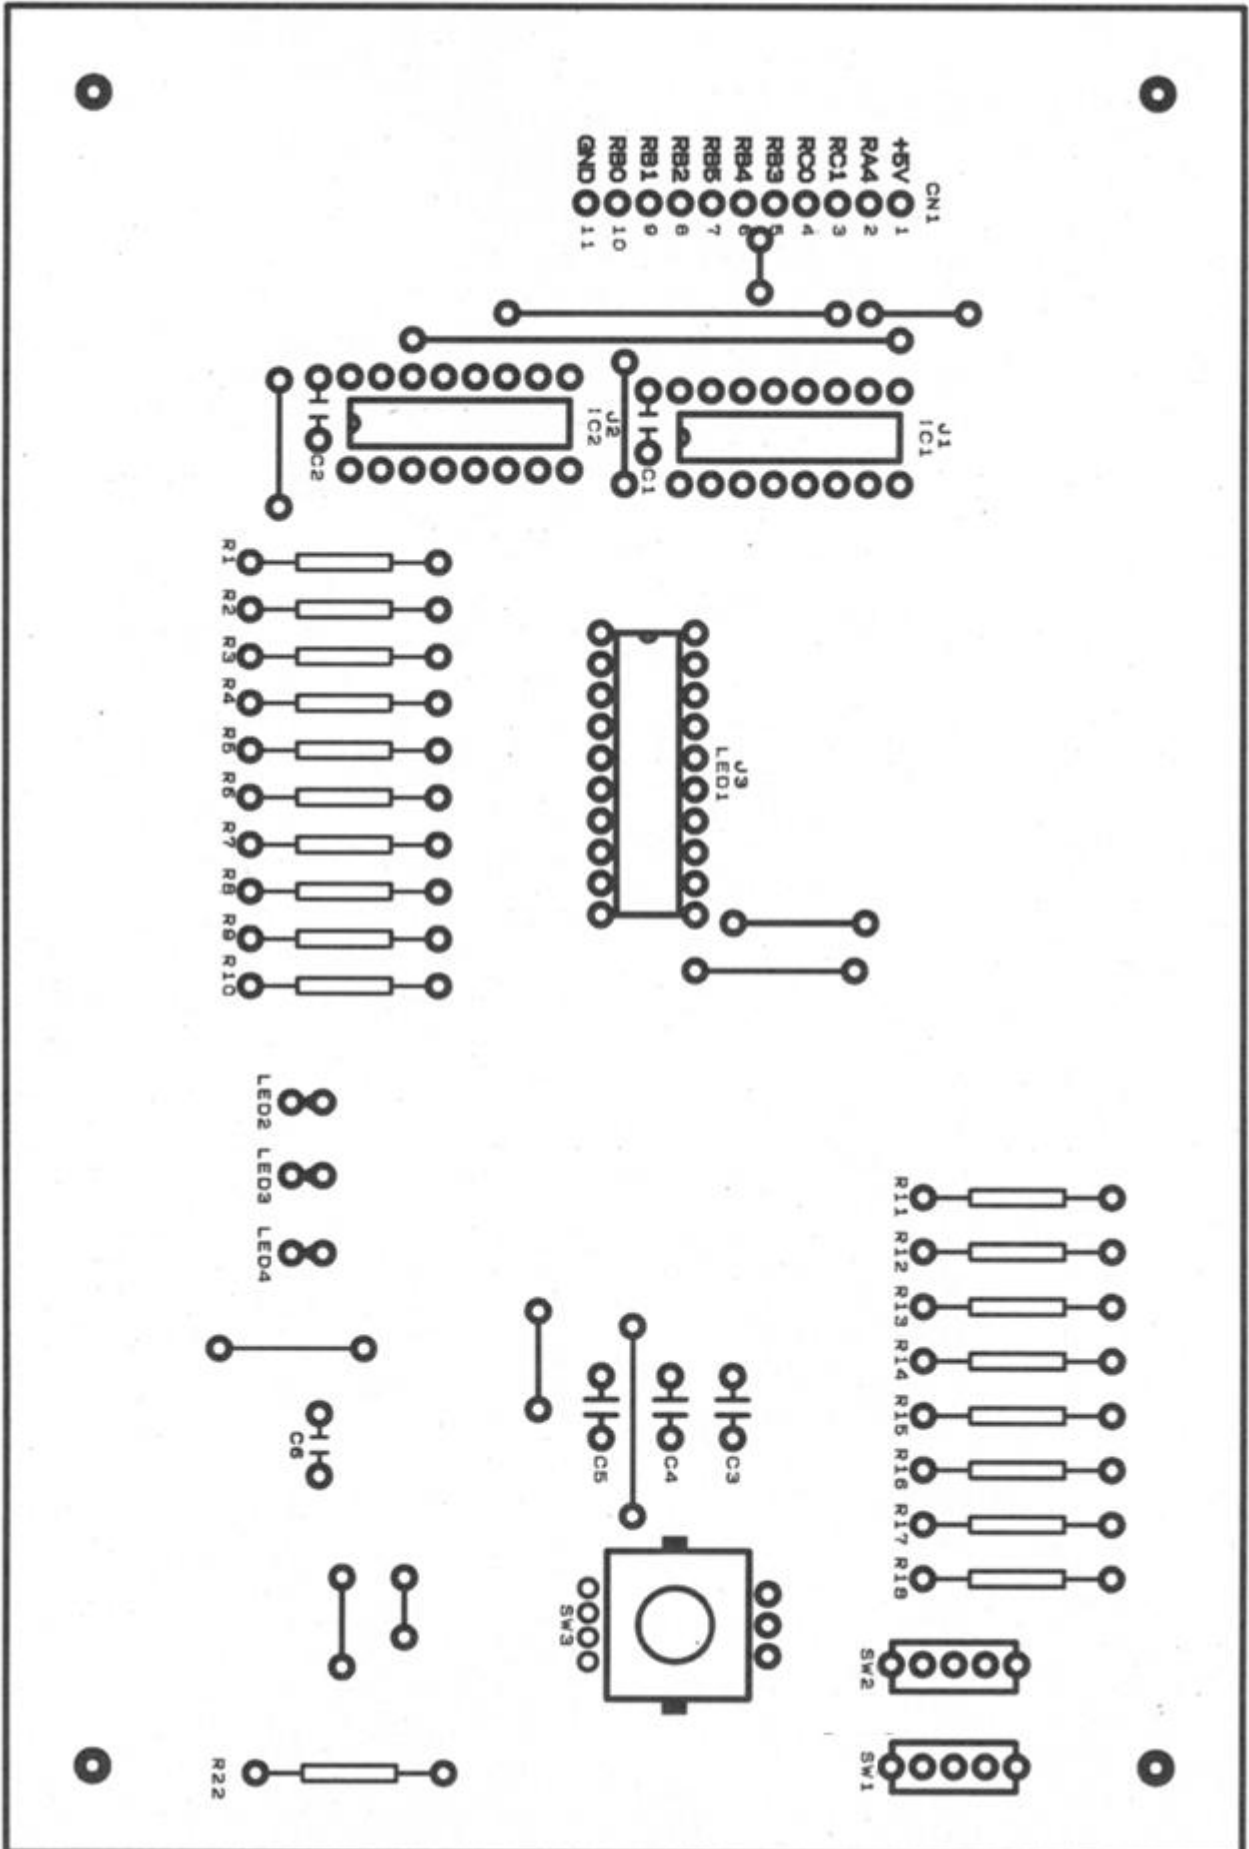 CN1
+5V 1
RA4 2
RC1 3
RC0 4
RB3 5
RB4 6
RB5 7
RB2 8
RB1 9
RB0 10
GND 11
J1
IC1
J2
IC2
C1
C2
R1
R2
R3
R4
R5
R6
R7
R8
R9
R10
J3
LED1
LED2
LED3
LED4
R11
R12
R13
R14
R15
R16
R17
R18
C3
C4
C5
C6
SW3
SW2
SW1
R22